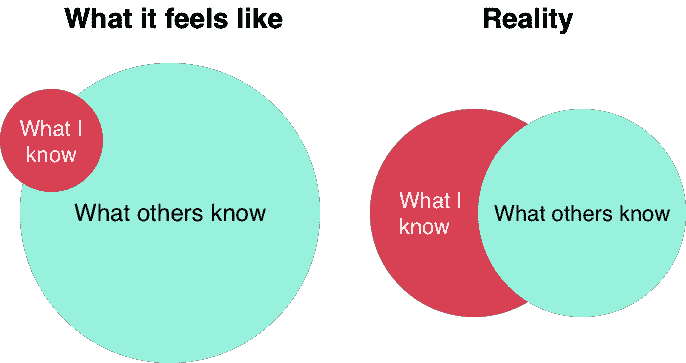 What it feels like
Reality
What I
know
What others know
What I
know
What others know